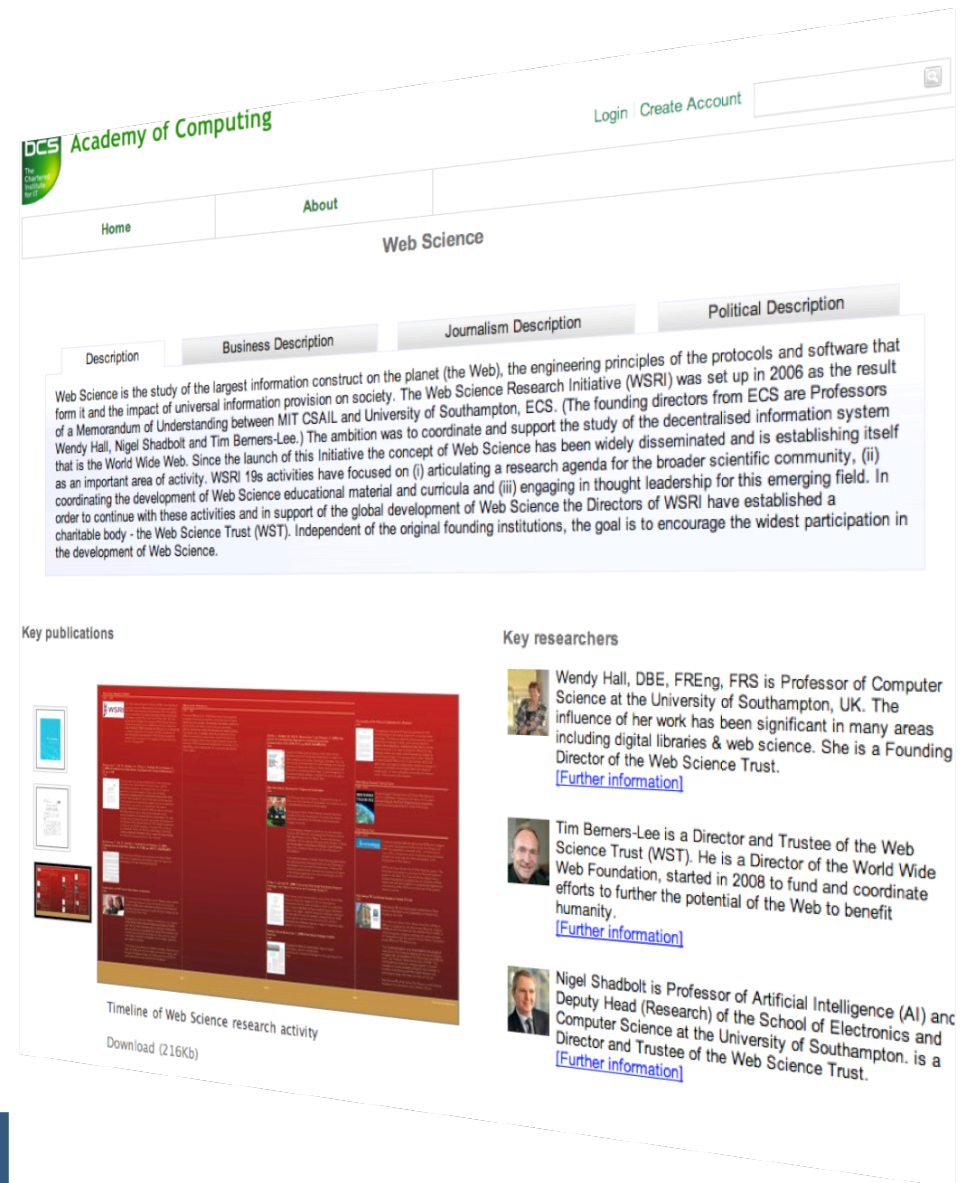 BCS
The
Chartered
Institute
for IT
Academy of Computing
Login
Create Account
Home
About
Web Science
Description
Business Description
Journalism Description
Political Description
Web Science is the study of the largest information construct on the planet (the Web), the engineering principles of the protocols and software that
form it and the impact of universal information provision on society. The Web Science Research Initiative (WSRI) was set up in 2006 as the result
of a Memorandum of Understanding between MIT CSAIL and University of Southampton, ECS. (The founding directors from ECS are Professors
Wendy Hall, Nigel Shadbolt and Tim Berners-Lee.) The ambition was to coordinate and support the study of the decentralised information system
that is the World Wide Web. Since the launch of this Initiative the concept of Web Science has been widely disseminated and is establishing itself
as an important area of activity. WSRI 19s activities have focused on (i) articulating a research agenda for the broader scientific community, (ii)
coordinating the development of Web Science educational material and curricula and (iii) engaging in thought leadership for this emerging field. In
order to continue with these activities and in support of the global development of Web Science the Directors of WSRI have established a
charitable body - the Web Science Trust (WST). Independent of the original founding institutions, the goal is to encourage the widest participation in
the development of Web Science.
Key publications
WSRI
Timeline of Web Science research activity
Download (216Kb)
Key researchers
Wendy Hall, DBE, FREng, FRS is Professor of Computer
Science at the University of Southampton, UK. The
influence of her work has been significant in many areas
including digital libraries & web science. She is a Founding
Director of the Web Science Trust.
[Further information]
Tim Berners-Lee is a Director and Trustee of the Web
Science Trust (WST). He is a Director of the World Wide
Web Foundation, started in 2008 to fund and coordinate
efforts to further the potential of the Web to benefit
humanity.
[Further information]
Nigel Shadbolt is Professor of Artificial Intelligence (AI) and
Deputy Head (Research) of the School of Electronics and
Computer Science at the University of Southampton. is a
Director and Trustee of the Web Science Trust.
[Further information]